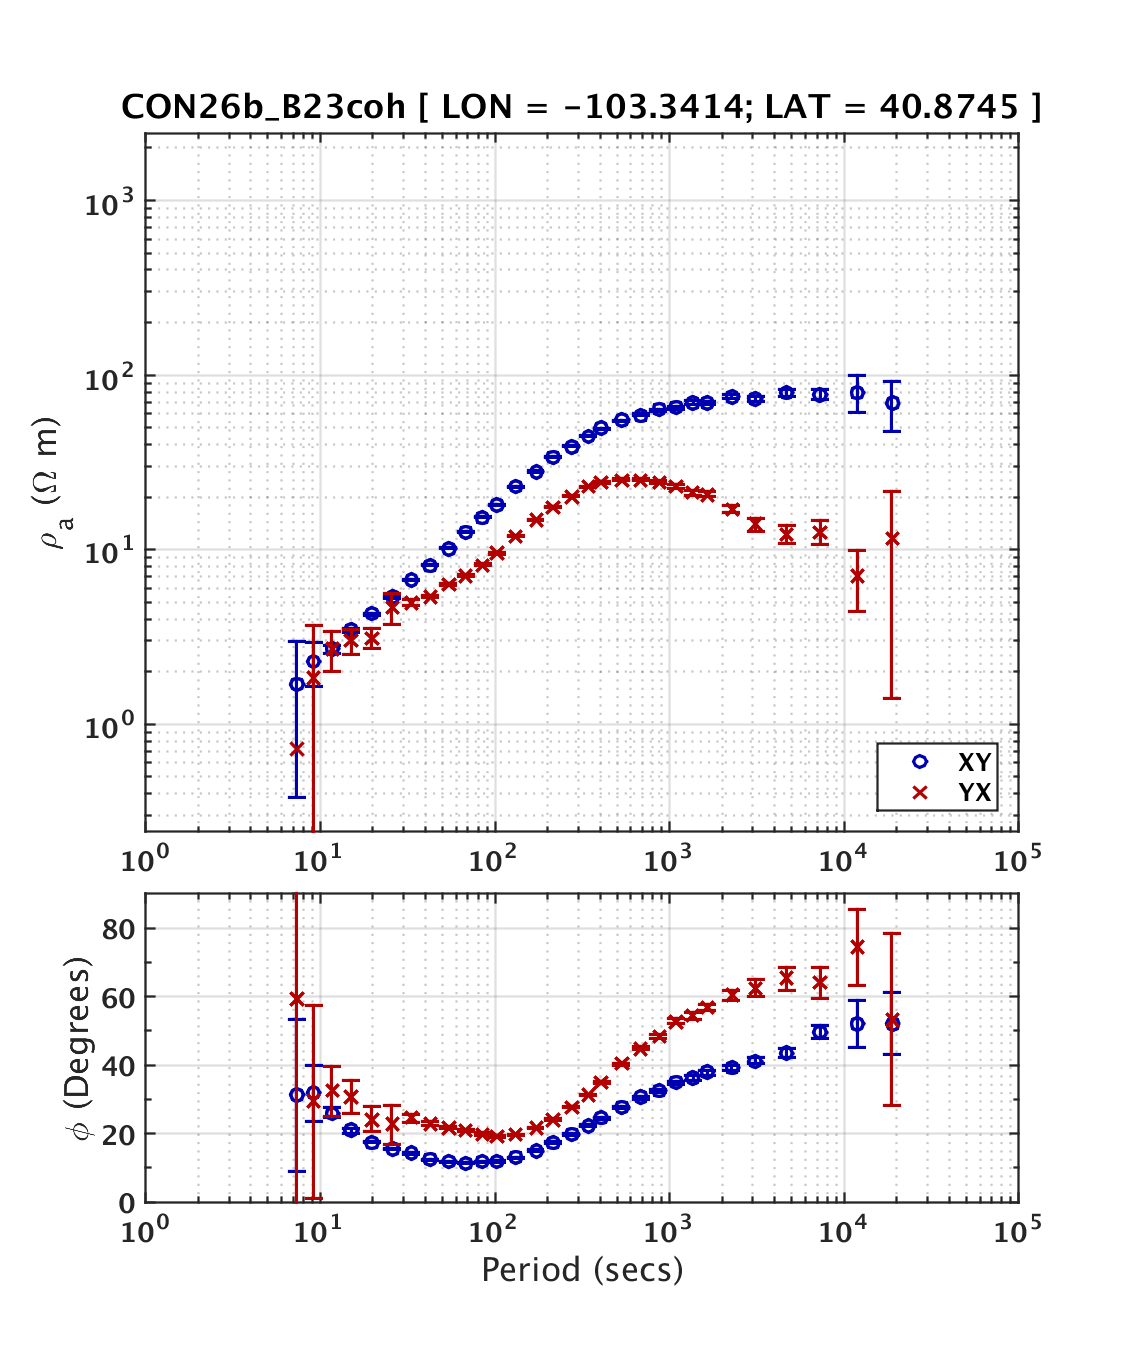 CON26b_B23coh [ LON = -103.3414; LAT = 40.8745 ]
10³
10²
10¹
10⁰
ρ a (Ω m)
XY
YX
10⁰ 10¹ 10² 10³ 10⁴ 10⁵
80
60
40
20
0
ϕ (Degrees)
10⁰ 10¹ 10² 10³ 10⁴ 10⁵
Period (secs)